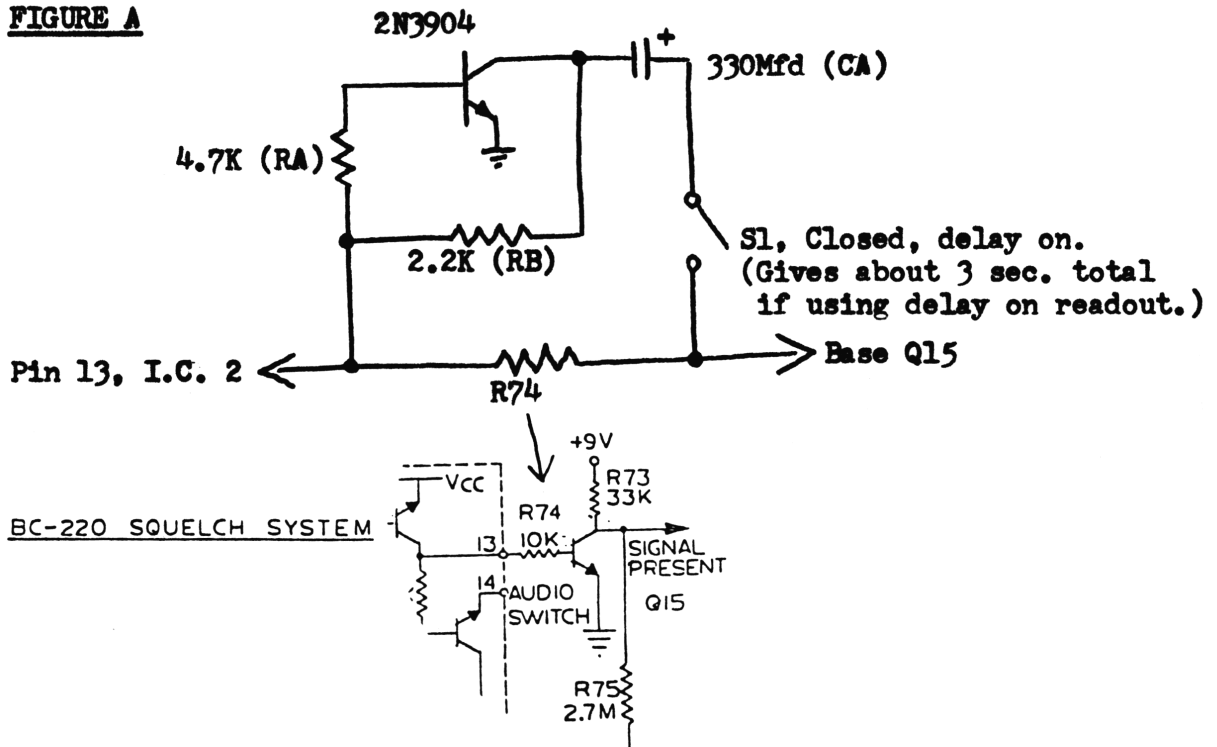 FIGURE A
2N3904
330Mfd (CA)
4.7K (RA)
2.2K (RB)
S1, Closed, delay on.
(Gives about 3 sec. total
if using delay on readout.)
Pin 13, I.C. 2
Base Q15
R74
+9V
VCC
R73
33K
BC-220 SQUELCH SYSTEM
R74
10K
13
SIGNAL
PRESENT
14
AUDIO
SWITCH
Q15
R75
2.7M